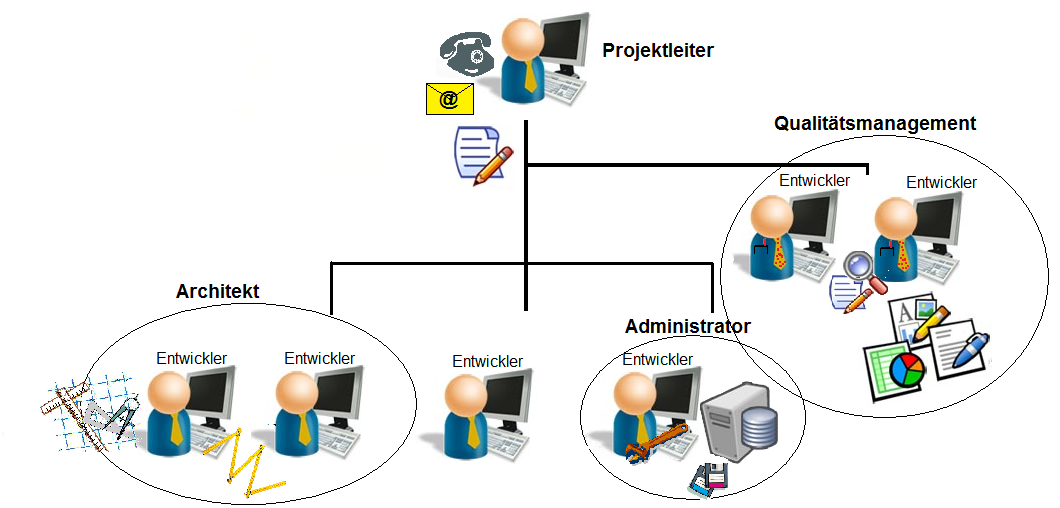 Projektleiter
@
Qualitätsmanagement
Entwickler
Entwickler
Architekt
Administrator
Entwickler
Entwickler
Entwickler
Entwickler
A